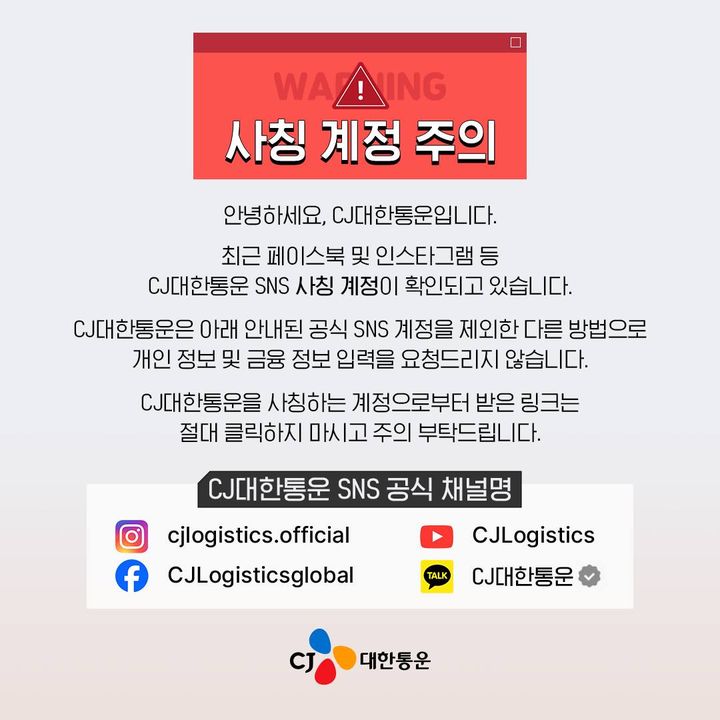 WARNING
사칭 계정 주의
안녕하세요, CJ대한통운입니다.
최근 페이스북 및 인스타그램 등
CJ대한통운 SNS 사칭 계정이 확인되고 있습니다.
CJ대한통운은 아래 안내된 공식 SNS 계정을 제외한 다른 방법으로
개인 정보 및 금융 정보 입력을 요청드리지 않습니다.
CJ대한통운을 사칭하는 계정으로부터 받은 링크는
절대 클릭하지 마시고 주의 부탁드립니다.
CJ대한통운 SNS 공식 채널명
cjlogistics.official
CJLogistics
CJLogisticsglobal
TALK
CJ대한통운
CJ 대한통운